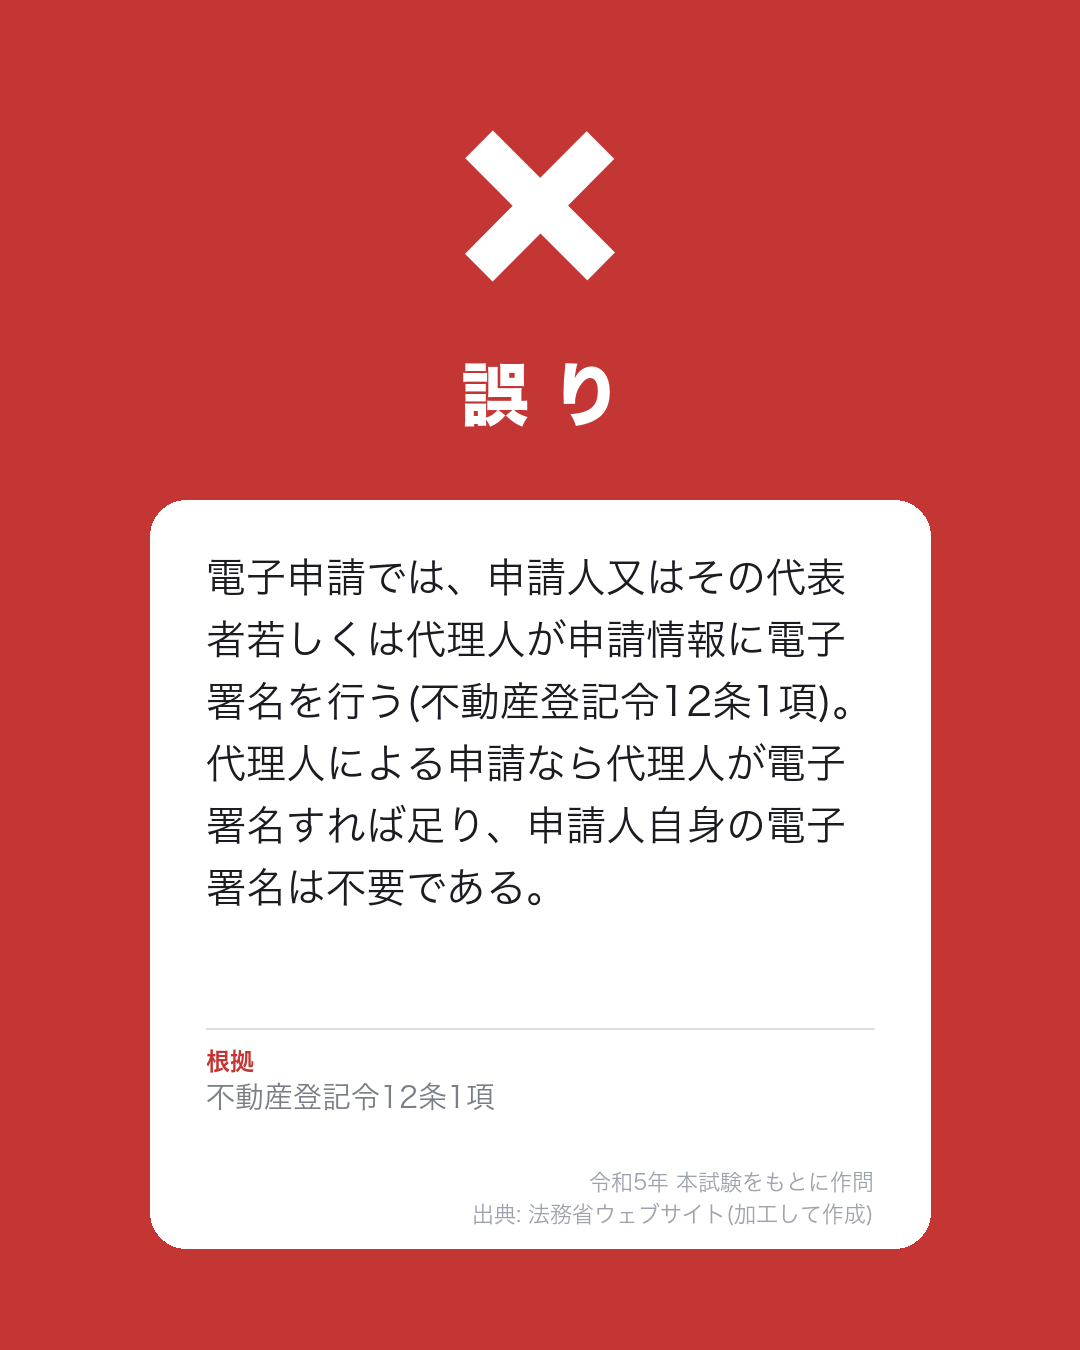 誤り
電子申請では、申請人又はその代表
者若しくは代理人が申請情報に電子
署名を行う(不動産登記令12条1項)。
代理人による申請なら代理人が電子
署名すれば足り、申請人自身の電子
署名は不要である。
根拠
不動産登記令12条1項
令和5年 本試験をもとに作問
出典: 法務省ウェブサイト(加工して作成)